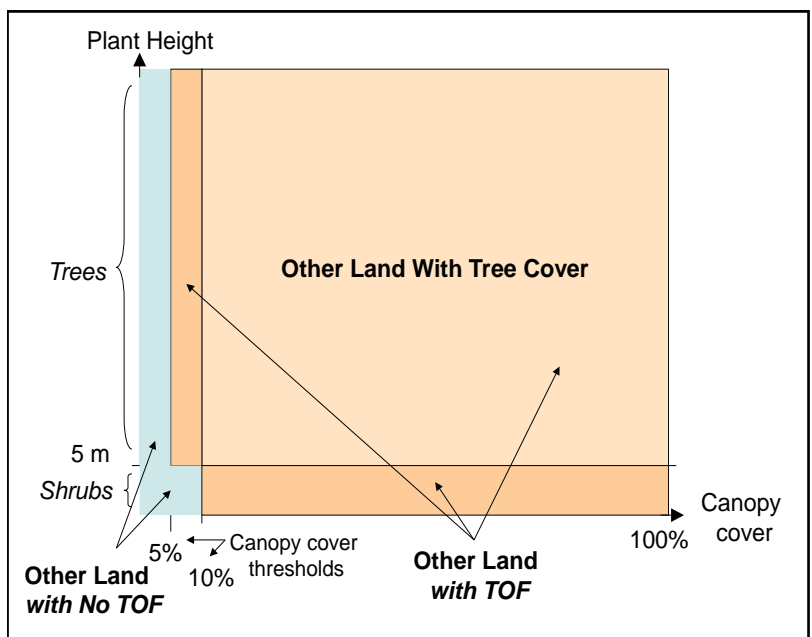 Plant Height
Trees
Other Land With Tree Cover
5 m
Shrubs
Canopy
cover
5%
Canopy cover
thresholds
10%
100%
Other Land
with No TOF
Other Land
with TOF